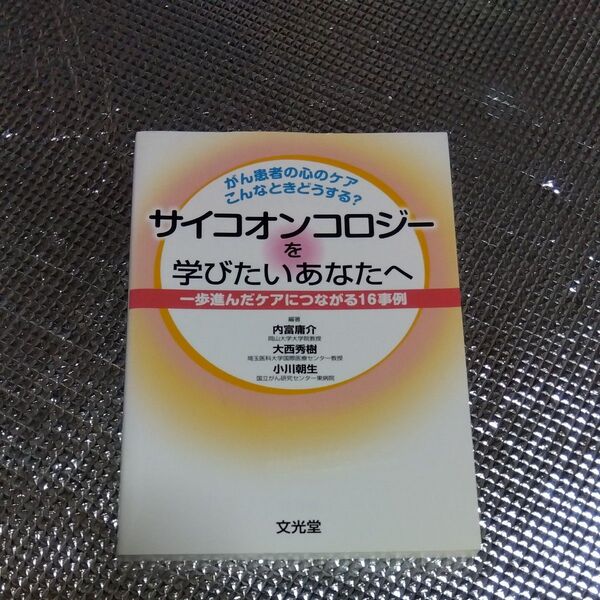 がん患者の心のケア
こんなときどうする?
サイコオンコロジー
を
学びたいあなたへ
一歩進んだケアにつながる16事例
編著
内富庸介
岡山大学大学院教授
大西秀樹
埼玉医科大学国際医療センター教授
小川朝生
国立がん研究センター東病院
文光堂